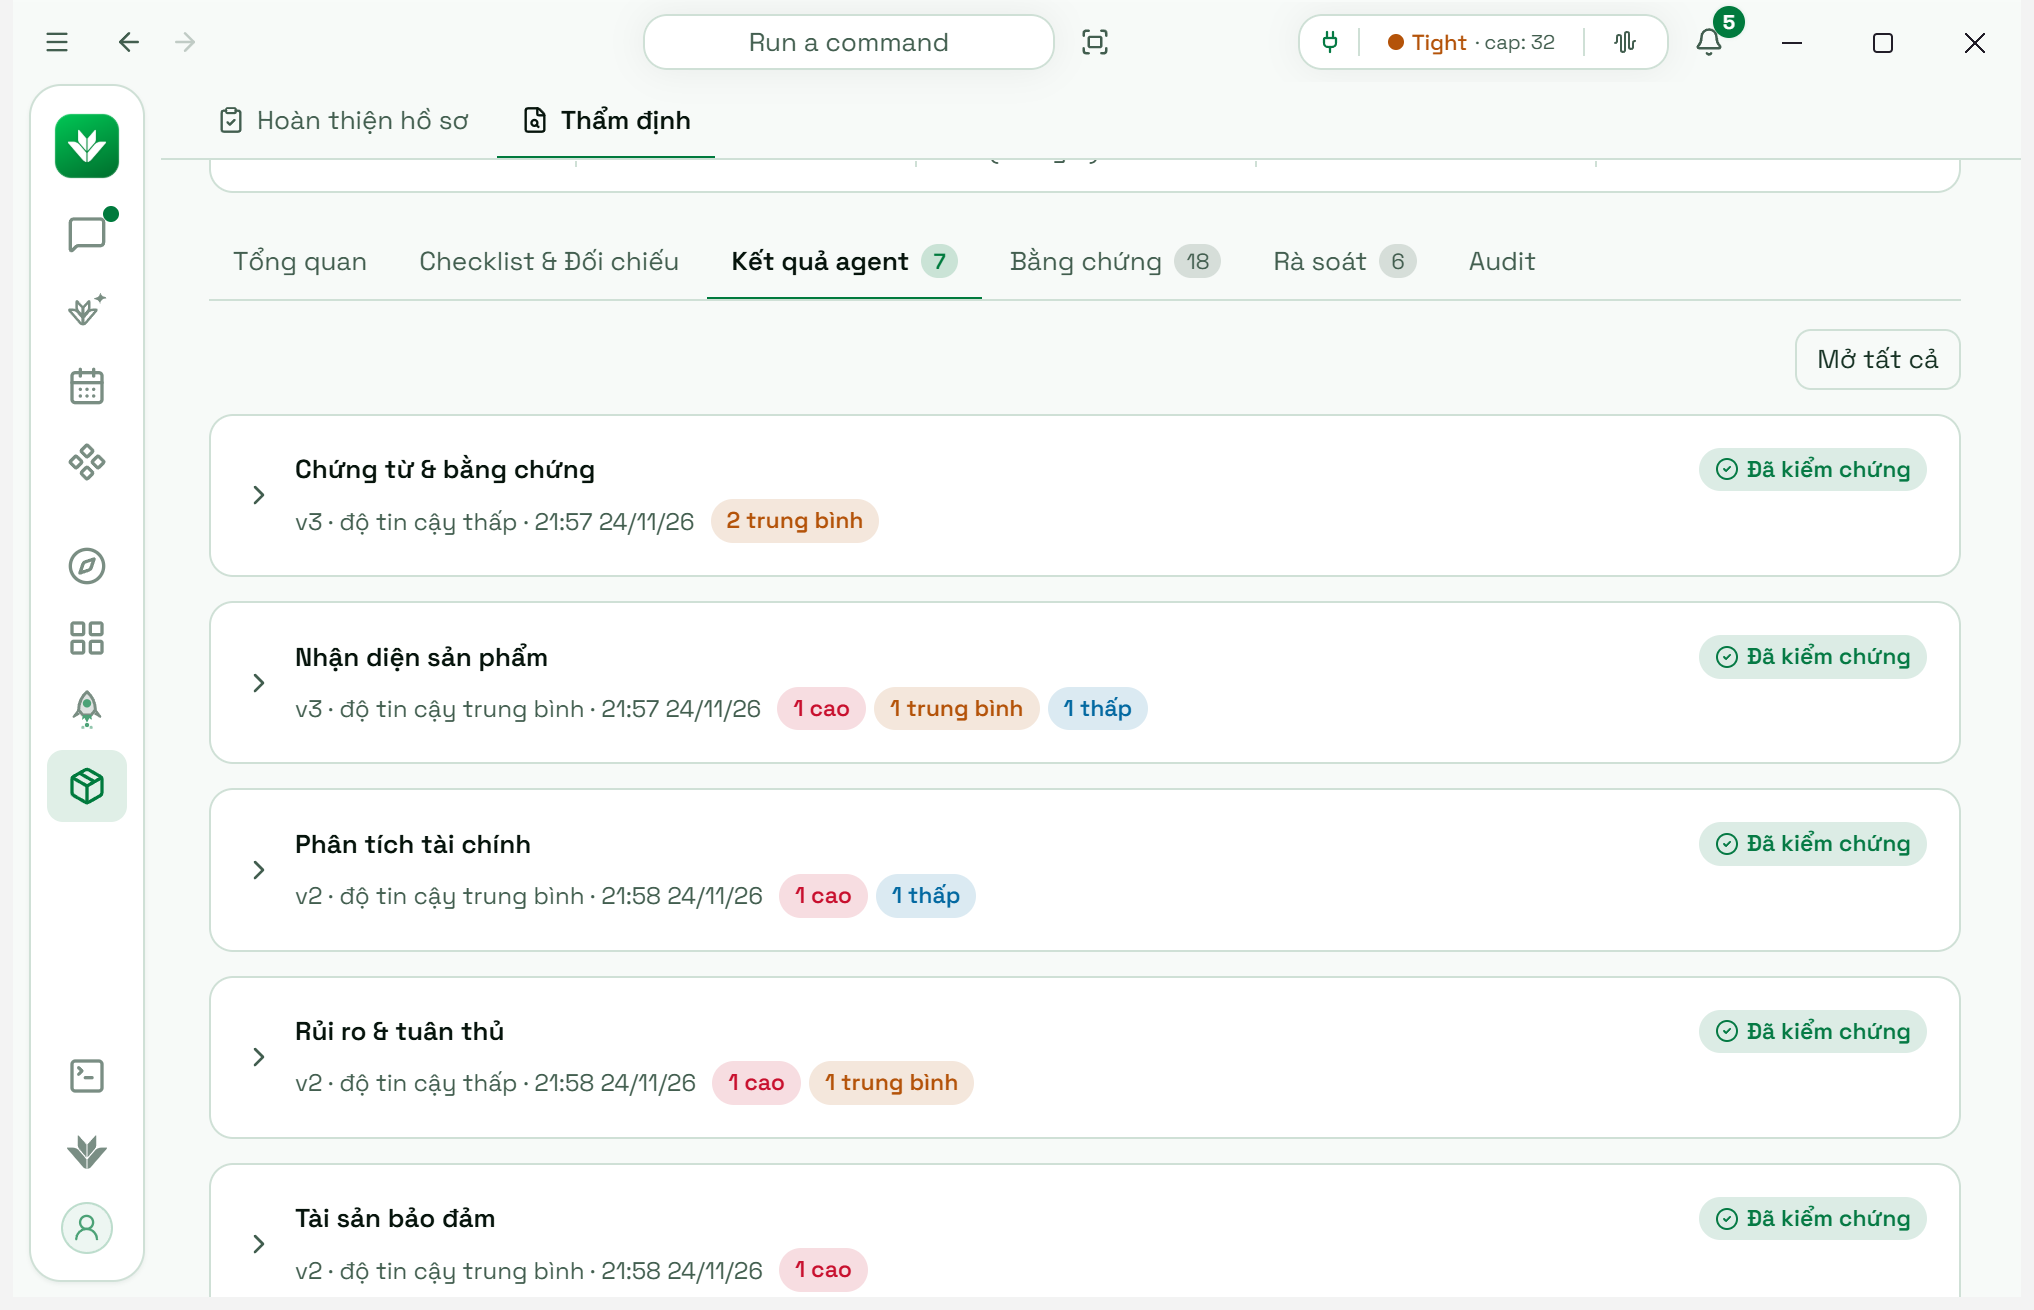 Run a command
Tight · cap: 32
5
Hoàn thiện hồ sơ
Thẩm định
Tổng quan
Checklist & Đối chiếu
Kết quả agent 7
Bằng chứng 18
Rà soát 6
Audit
Mở tất cả
Chứng từ & bằng chứng
Đã kiểm chứng
v3 · độ tin cậy thấp · 21:57 24/11/26
2 trung bình
Nhận diện sản phẩm
Đã kiểm chứng
v3 · độ tin cậy trung bình · 21:57 24/11/26
1 cao
1 trung bình
1 thấp
Phân tích tài chính
Đã kiểm chứng
v2 · độ tin cậy trung bình · 21:58 24/11/26
1 cao
1 thấp
Rủi ro & tuân thủ
Đã kiểm chứng
v2 · độ tin cậy thấp · 21:58 24/11/26
1 cao
1 trung bình
Tài sản bảo đảm
Đã kiểm chứng
v2 · độ tin cậy trung bình · 21:58 24/11/26
1 cao